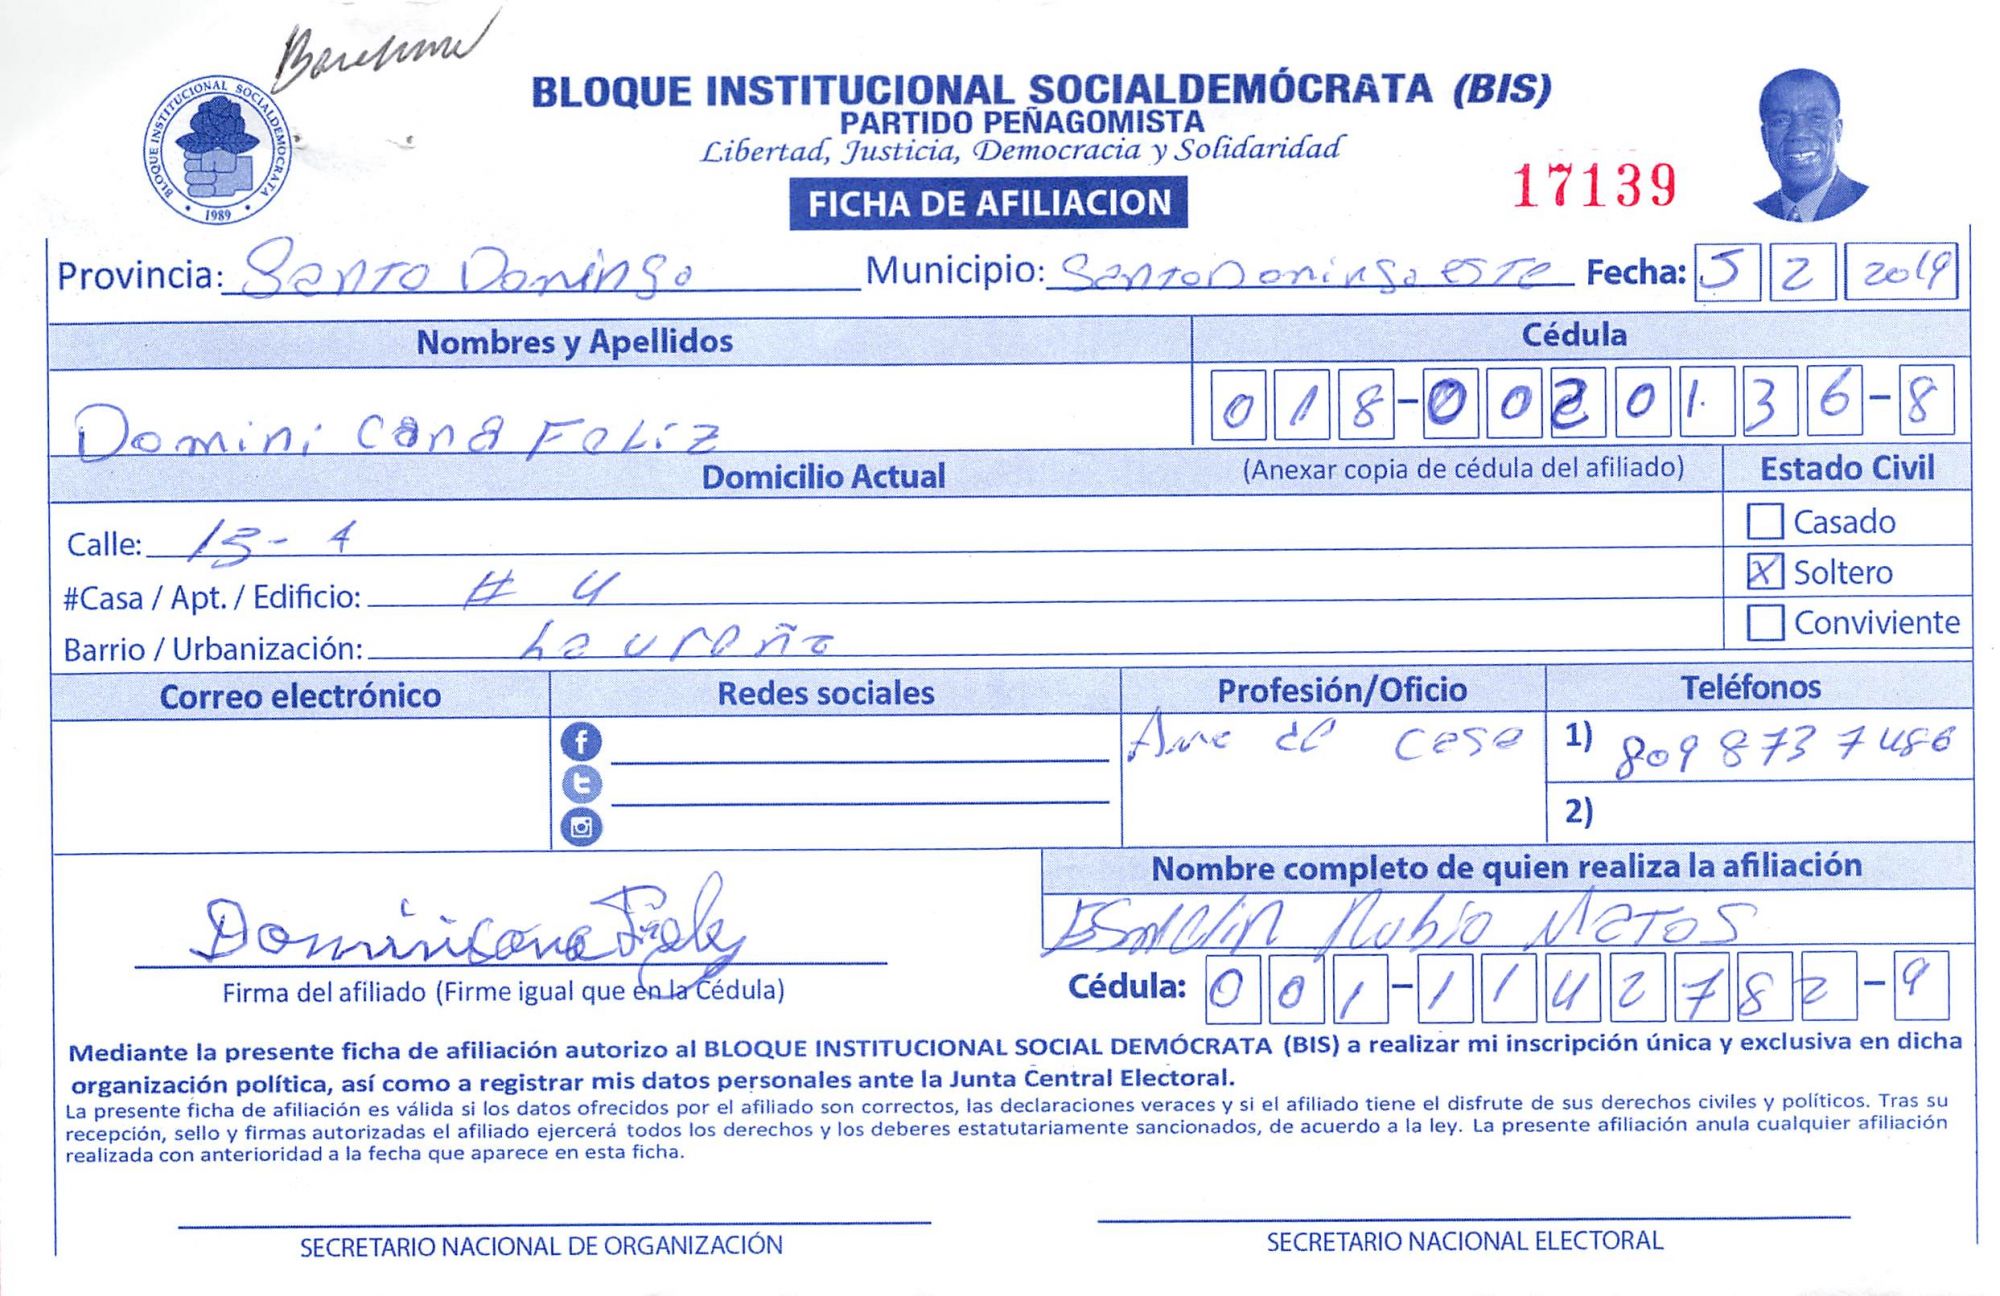 BLOQUE INSTITUCIONAL SOCIALDEMOCRATA
1989
BLOQUE INSTITUCIONAL SOCIALDEMÓCRATA (BIS)
PARTIDO PEÑAGOMISTA
Libertad, Justicia, Democracia y Solidaridad
FICHA DE AFILIACION
17139
Provincia: Santo Domingo Municipio: Santo Domingo este Fecha: 5 2 2019
Nombres y Apellidos Cédula
Dominicana Feliz 018-0020136-8
Domicilio Actual (Anexar copia de cédula del afiliado) Estado Civil
Calle: 13-4 Casado
#Casa / Apt. / Edificio: # 4 X Soltero
Barrio / Urbanización: La ureña Conviviente
Correo electrónico Redes sociales Profesión/Oficio Teléfonos
Ame de casa 1) 809 873 7486
2)
Nombre completo de quien realiza la afiliación
Dominicana Rubio Matos
Firma del afiliado (Firme igual que en la Cédula) Cédula: 001-1142782-9
Mediante la presente ficha de afiliación autorizo al BLOQUE INSTITUCIONAL SOCIAL DEMÓCRATA (BIS) a realizar mi inscripción única y exclusiva en dicha
organización política, así como a registrar mis datos personales ante la Junta Central Electoral.
La presente ficha de afiliación es válida si los datos ofrecidos por el afiliado son correctos, las declaraciones veraces y si el afiliado tiene el disfrute de sus derechos civiles y políticos. Tras su
recepción, sello y firmas autorizadas el afiliado ejercerá todos los derechos y los deberes estatutariamente sancionados, de acuerdo a la ley. La presente afiliación anula cualquier afiliación
realizada con anterioridad a la fecha que aparece en esta ficha.
SECRETARIO NACIONAL DE ORGANIZACIÓN SECRETARIO NACIONAL ELECTORAL